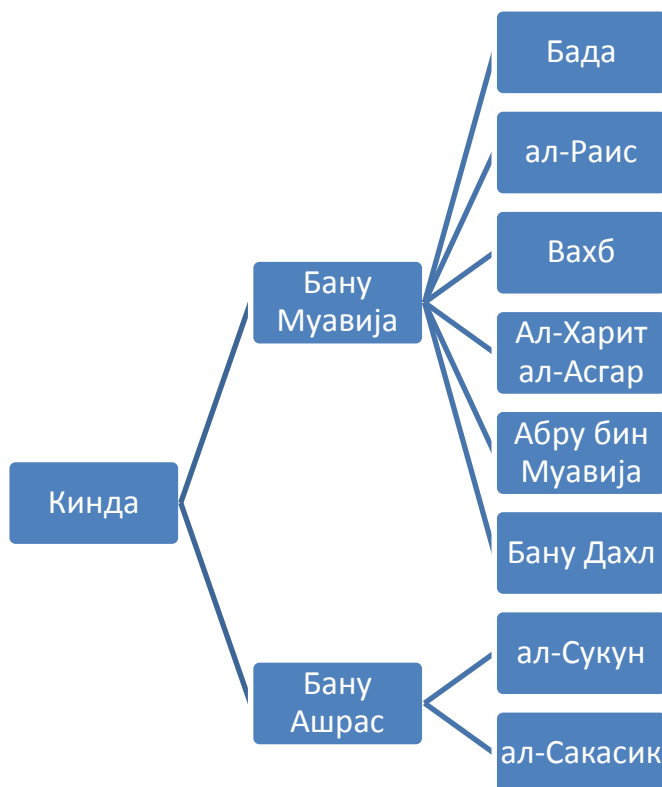 Бада
ал-Раис
Вахб
Бану
Муавија
Ал-Харит
ал-Асгар
Абру бин
Муавија
Кинда
Бану Дахл
ал-Сукун
Бану
Ашрас
ал-Сакасик